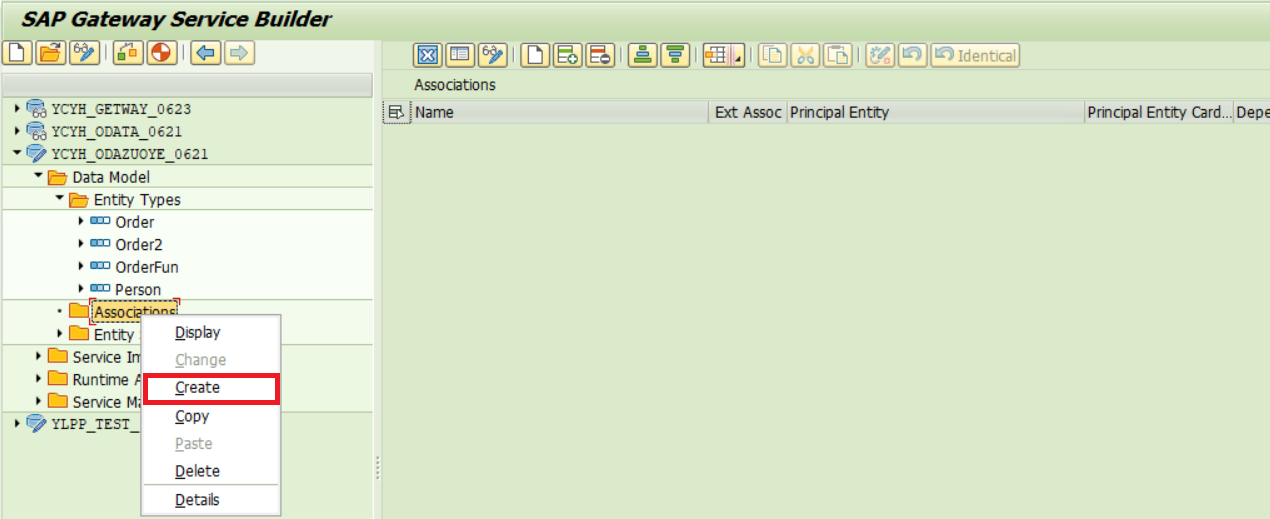 SAP Gateway Service Builder
Identical
Associations
Name Ext Assoc Principal Entity Principal Entity Card... Depe
YCYH_GETWAY_0623
YCYH_ODATA_0621
YCYH_ODAZUOYE_0621
Data Model
Entity Types
Order
Order2
OrderFun
Person
Associations
Entity
Service Im
Runtime A
Service Ma
YLPP_TEST_
Display
Change
Create
Copy
Paste
Delete
Details